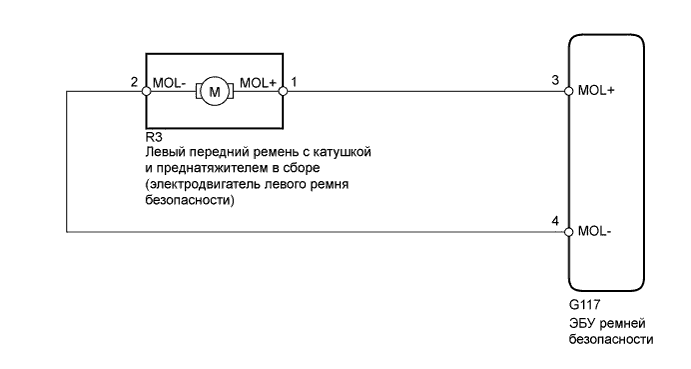 2 MOL- M MOL+ 1
3 MOL+
R3
Левый передний ремень с катушкой
и преднатяжителем в сборе
(электродвигатель левого ремня
безопасности)
4 MOL-
G117
ЭБУ ремней
безопасности